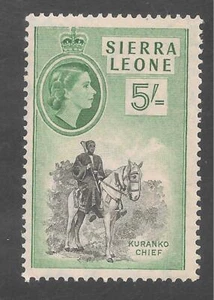 SIERRA
LEONE
5/-
KURANKO
CHIEF